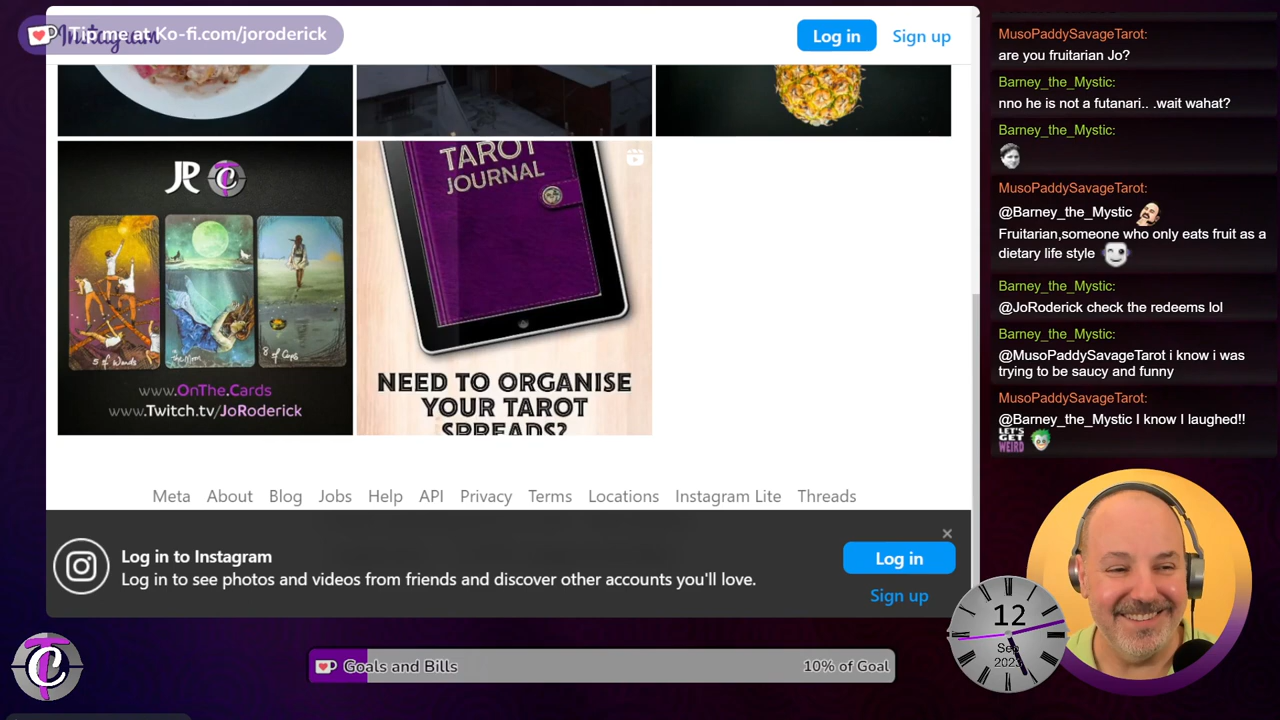 Tip me at Ko-fi.com/joroderick
Instagram
Log in
Sign up
JR
TC
5 of Wands
The Moon
8 of Cups
www.OnThe.Cards
www.Twitch.tv/JoRoderick
TAROT
JOURNAL
NEED TO ORGANISE
YOUR TAROT
SPREADS?
Meta
About
Blog
Jobs
Help
API
Privacy
Terms
Locations
Instagram Lite
Threads
Log in to Instagram
Log in to see photos and videos from friends and discover other accounts you'll love.
Log in
Sign up
MusoPaddySavageTarot:
are you fruitarian Jo?
Barney_the_Mystic:
nno he is not a futanari.. .wait wahat?
Barney_the_Mystic:
MusoPaddySavageTarot:
@Barney_the_Mystic
Fruitarian,someone who only eats fruit as a
dietary life style
Barney_the_Mystic:
@JoRoderick check the redeems lol
Barney_the_Mystic:
@MusoPaddySavageTarot i know i was
trying to be saucy and funny
MusoPaddySavageTarot:
@Barney_the_Mystic I know I laughed!!
LET'S
GET
WEIRD
12
Sep
2023
TC
Goals and Bills
10% of Goal